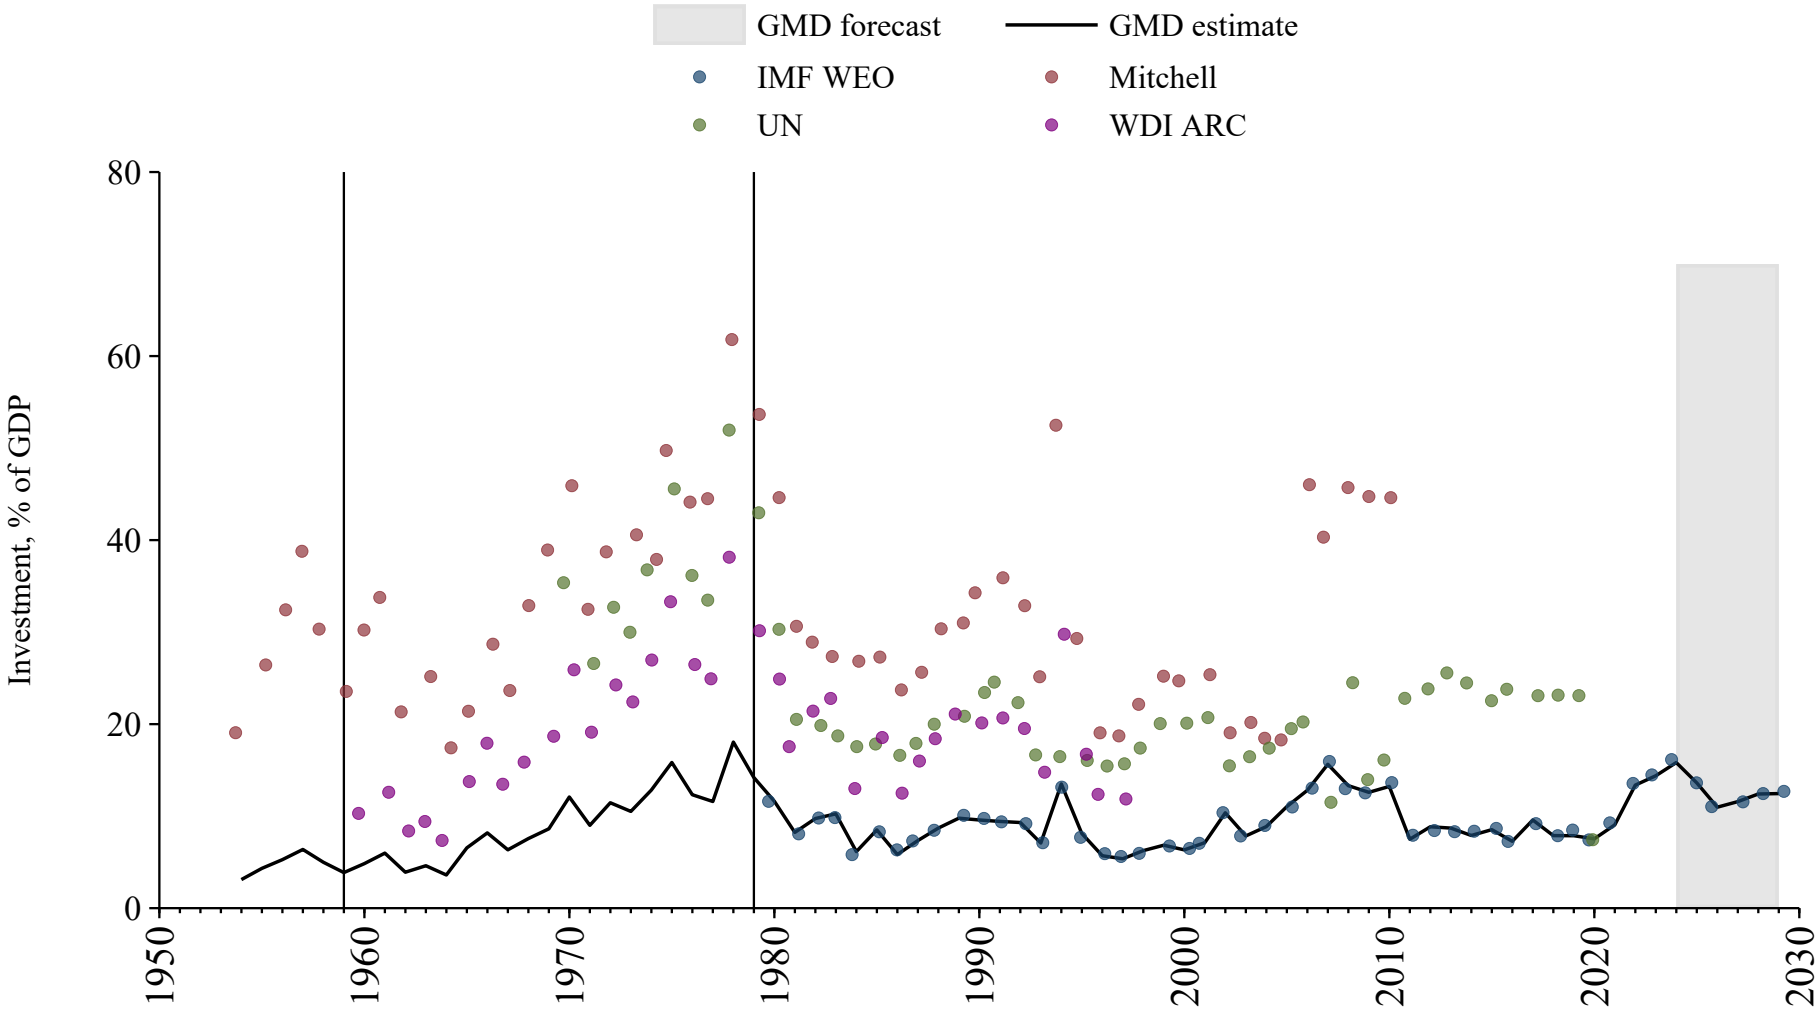 GMD forecast
GMD estimate
IMF WEO
Mitchell
UN
WDI ARC
Investment, % of GDP
80
60
40
20
0
1950
1960
1970
1980
1990
2000
2010
2020
2030